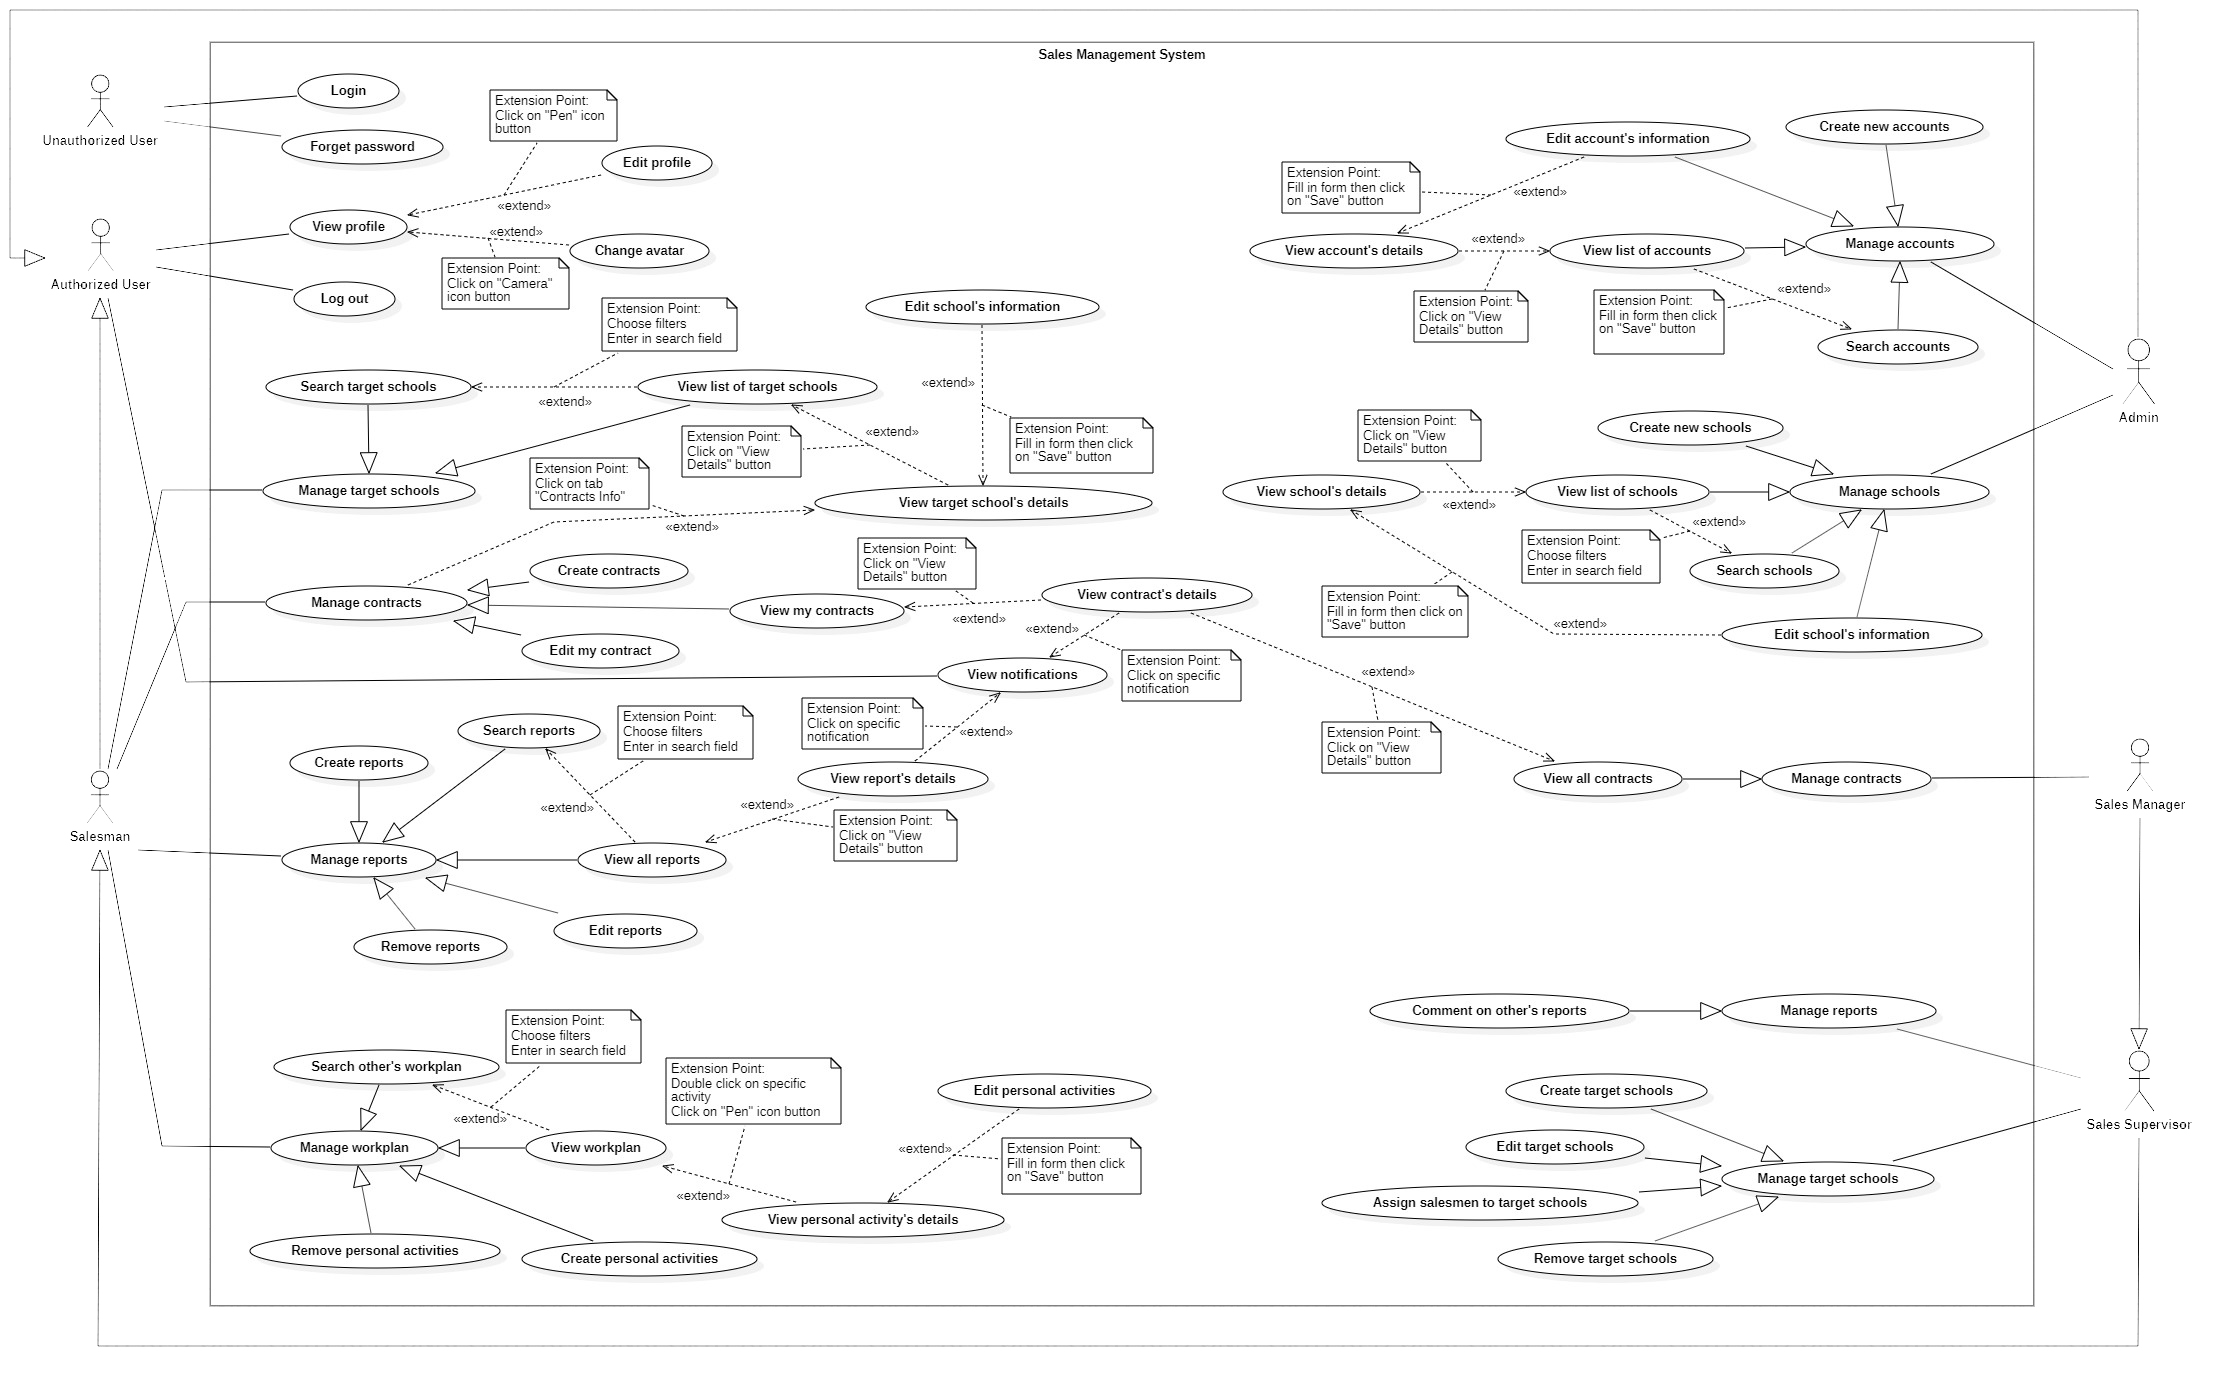 Sales Management System
Login
Unauthorized User
Forget password
Extension Point:
Click on "Pen" icon
button
Edit profile
«extend»
View profile
«extend»
Change avatar
Authorized User
Log out
Extension Point:
Click on "Camera"
icon button
Edit account's information
Create new accounts
Extension Point:
Fill in form then click
on "Save" button
«extend»
View account's details
«extend»
View list of accounts
Manage accounts
Extension Point:
Click on "View
Details" button
Extension Point:
Fill in form then click
on "Save" button
«extend»
Search accounts
Admin
Extension Point:
Choose filters
Enter in search field
Edit school's information
Search target schools
«extend»
View list of target schools
«extend»
Extension Point:
Click on "View
Details" button
«extend»
Extension Point:
Fill in form then click
on "Save" button
Manage target schools
Extension Point:
Click on tab
"Contracts Info"
«extend»
View target school's details
Extension Point:
Click on "View
Details" button
Create new schools
View school's details
«extend»
View list of schools
Manage schools
Extension Point:
Choose filters
Enter in search field
«extend»
Search schools
Extension Point:
Fill in form then click on
"Save" button
«extend»
Edit school's information
Create contracts
Manage contracts
View my contracts
Edit my contract
Extension Point:
Click on "View
Details" button
«extend»
View contract's details
«extend»
View notifications
Extension Point:
Click on specific
notification
«extend»
Extension Point:
Click on "View
Details" button
View all contracts
Manage contracts
Sales Manager
Search reports
Extension Point:
Choose filters
Enter in search field
Extension Point:
Click on specific
notification
«extend»
Create reports
View report's details
«extend»
«extend»
Extension Point:
Click on "View
Details" button
Salesman
Manage reports
View all reports
Edit reports
Remove reports
Comment on other's reports
Manage reports
Extension Point:
Choose filters
Enter in search field
Search other's workplan
«extend»
Extension Point:
Double click on specific
activity
Click on "Pen" icon button
Edit personal activities
«extend»
Extension Point:
Fill in form then click
on "Save" button
Manage workplan
View workplan
«extend»
View personal activity's details
Remove personal activities
Create personal activities
Create target schools
Edit target schools
Sales Supervisor
Manage target schools
Assign salesmen to target schools
Remove target schools